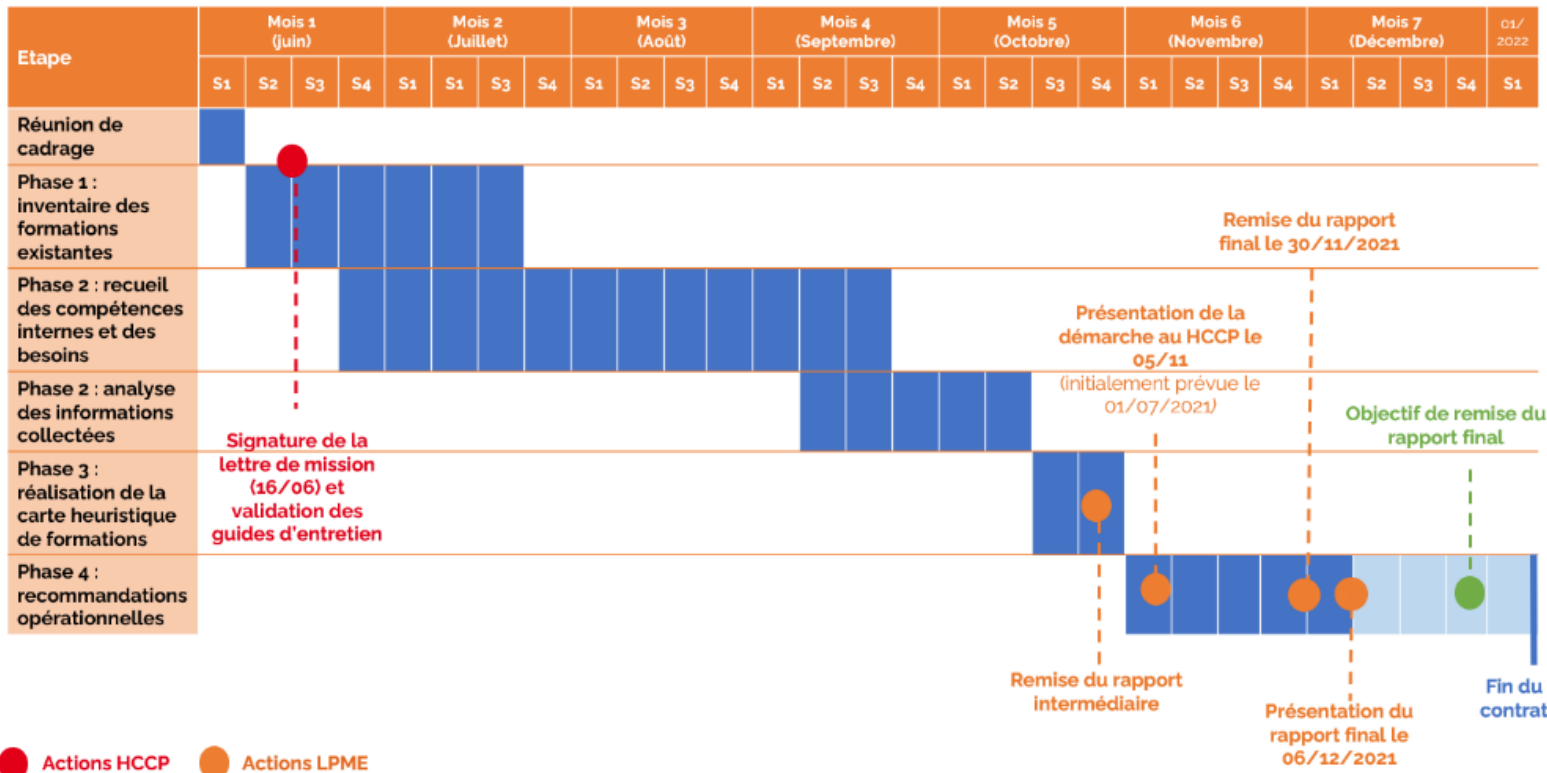 Etape
Mois 1
(juin)
Mois 2
(Juillet)
Mois 3
(Août)
Mois 4
(Septembre)
Mois 5
(Octobre)
Mois 6
(Novembre)
Mois 7
(Décembre)
01/
2022
S1 S2 S3 S4 S1 S1 S3 S4 S1 S2 S3 S4 S1 S2 S3 S4 S1 S2 S3 S4 S1 S2 S3 S4 S1 S2 S3 S4 S1
Réunion de
cadrage
Phase 1 :
inventaire des
formations
existantes
Phase 2 : recueil
des compétences
internes et des
besoins
Phase 2 : analyse
des informations
collectées
Phase 3 :
réalisation de la
carte heuristique
de formations
Phase 4 :
recommandations
opérationnelles
Signature de la
lettre de mission
(16/06) et
validation des
guides d'entretien
Remise du rapport
final le 30/11/2021
Présentation de la
démarche au HCCP le
05/11
(initialement prévue le
01/07/2021)
Objectif de remise du
rapport final
Remise du rapport
intermédiaire
Présentation du
rapport final le
06/12/2021
Fin du
contrat
Actions HCCP
Actions LPME